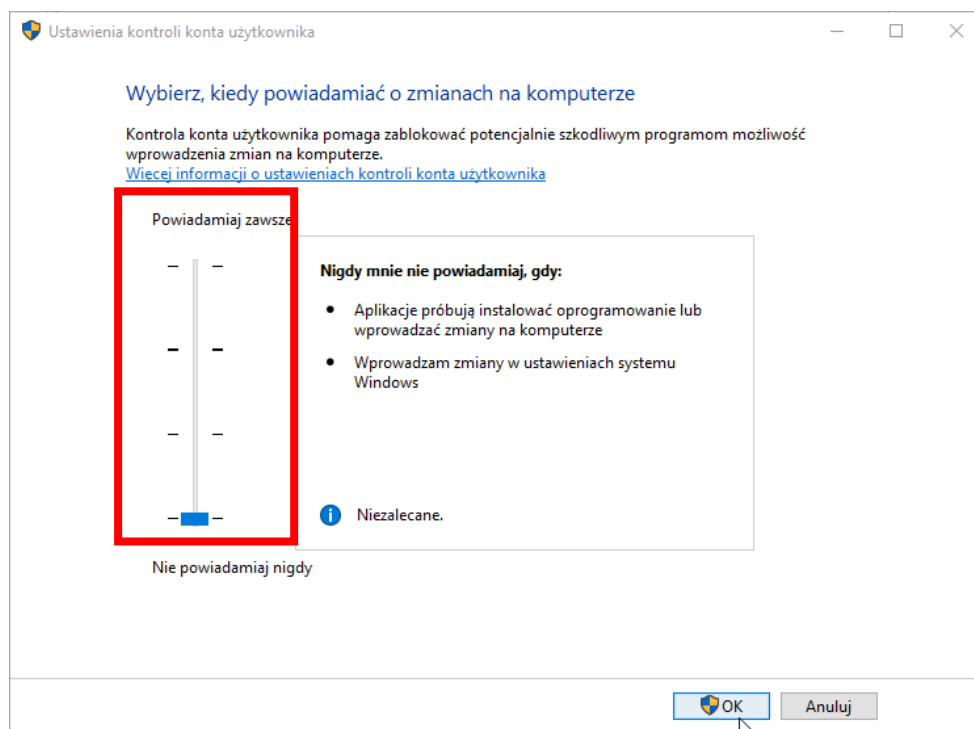 Ustawienia kontroli konta użytkownika
Wybierz, kiedy powiadamiać o zmianach na komputerze
Kontrola konta użytkownika pomaga zablokować potencjalnie szkodliwym programom możliwość
wprowadzenia zmian na komputerze.
Więcej informacji o ustawieniach kontroli konta użytkownika
Powiadamiaj zawsze
Nigdy mnie nie powiadamiaj, gdy:
Aplikacje próbują instalować oprogramowanie lub
wprowadzać zmiany na komputerze
Wprowadzam zmiany w ustawieniach systemu
Windows
Niezalecane.
Nie powiadamiaj nigdy
OK
Anuluj